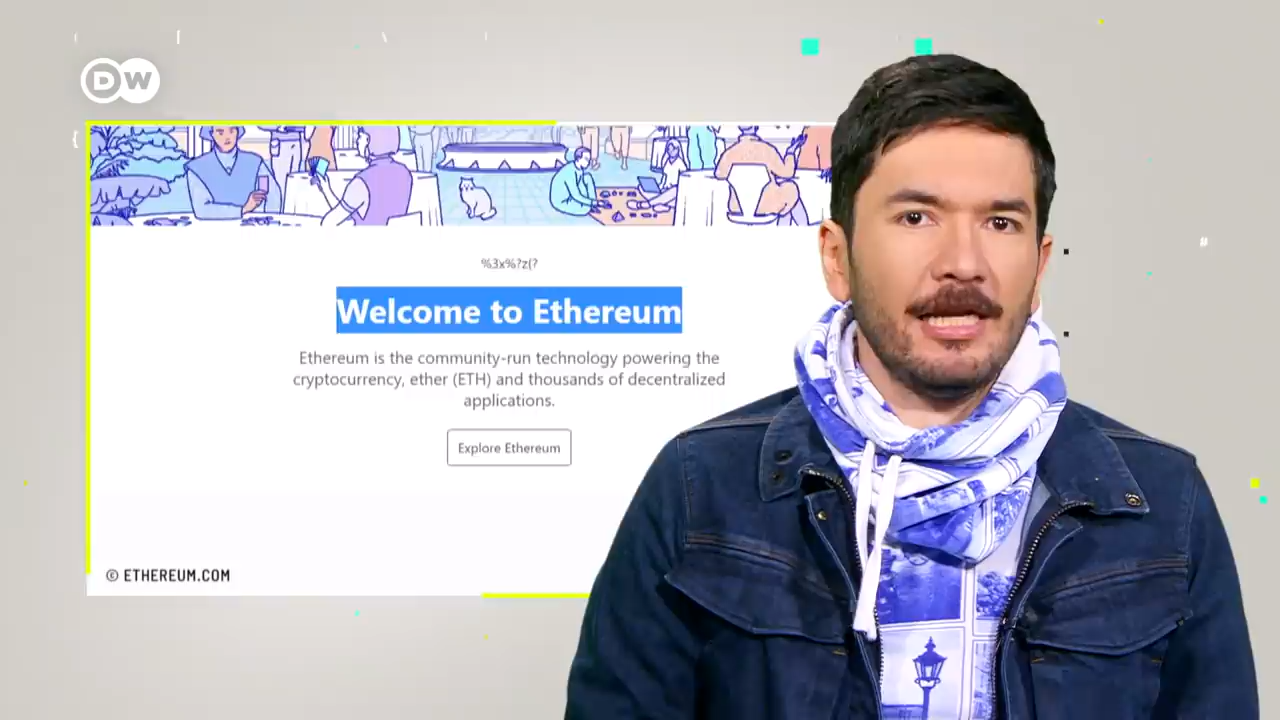 DW
%3x%?z(?
Welcome to Ethereum
Ethereum is the community-run technology powering the
cryptocurrency, ether (ETH) and thousands of decentralized
applications.
Explore Ethereum
© ETHEREUM.COM
{
#